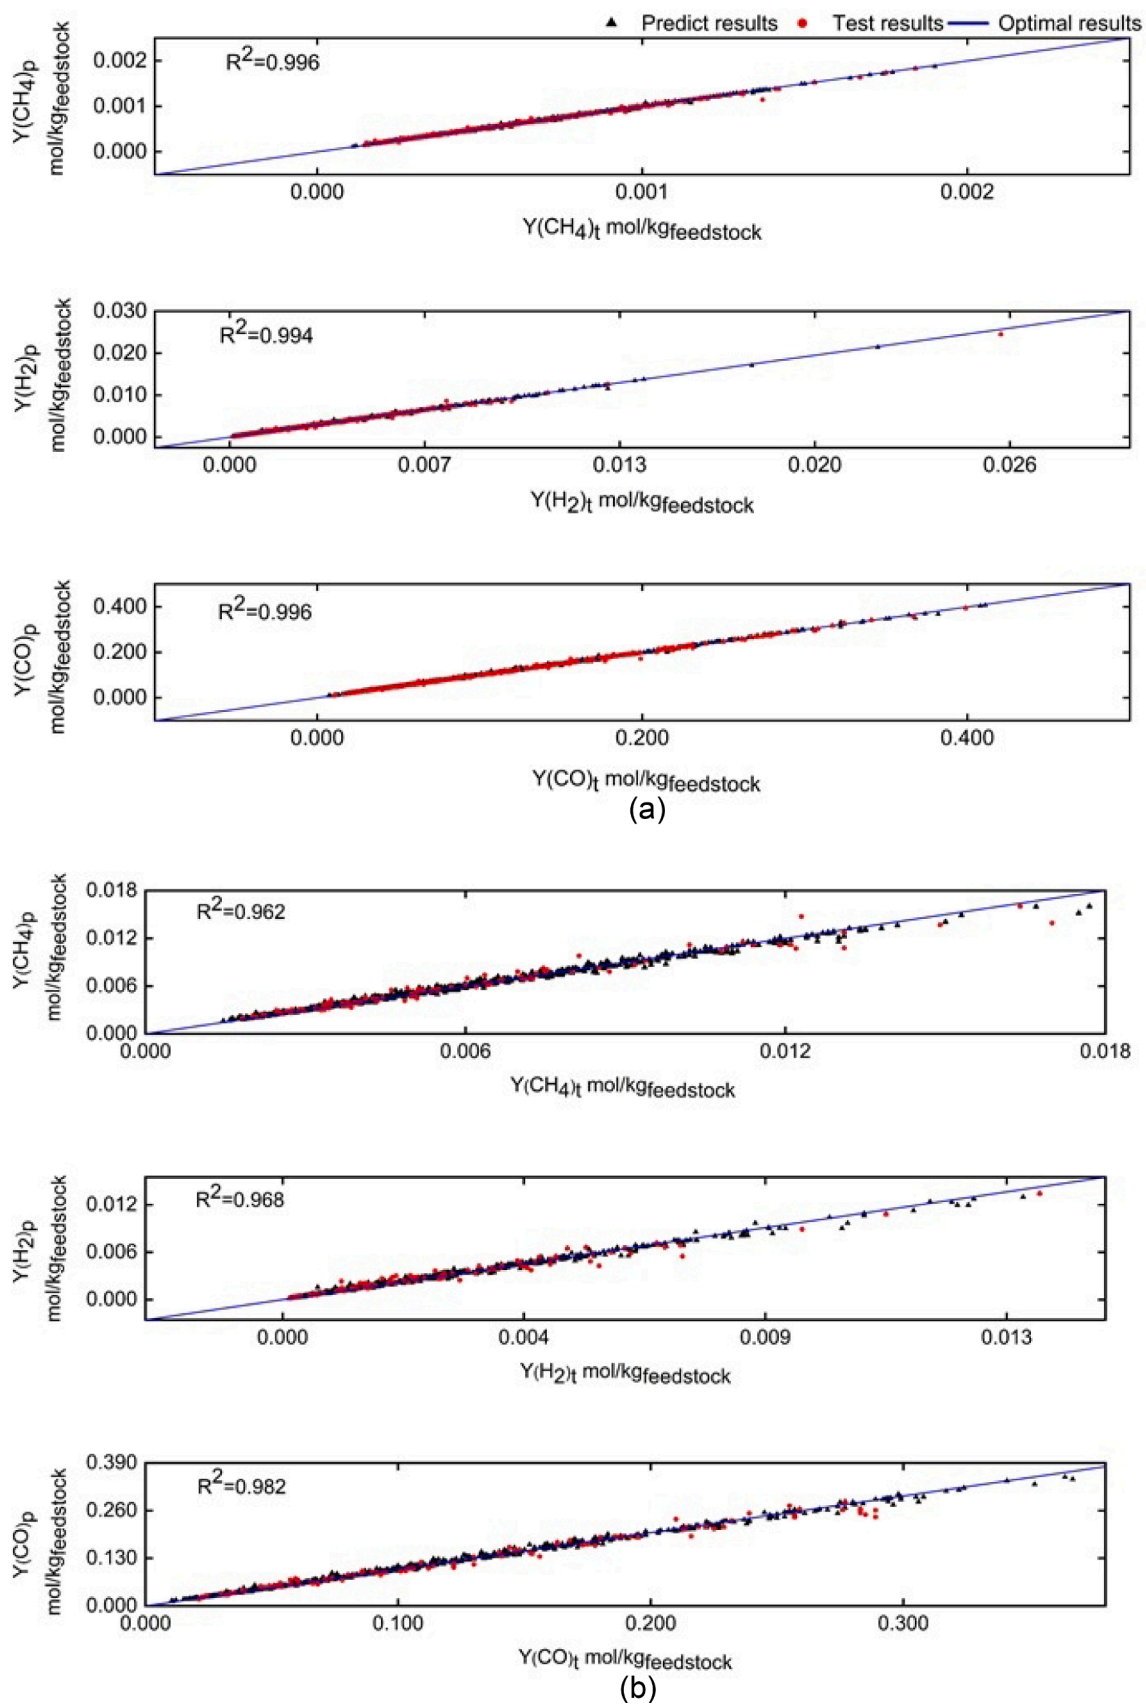 Predict results Test results Optimal results
R2=0.996
Y(CH4)p
mol/kgfeedstock
0.002
0.001
0.000
0.000 0.001 0.002
Y(CH4)t mol/kgfeedstock
R2=0.994
Y(H2)p
mol/kgfeedstock
0.030
0.020
0.010
0.000
0.000 0.007 0.013 0.020 0.026
Y(H2)t mol/kgfeedstock
R2=0.996
Y(CO)p
mol/kgfeedstock
0.400
0.200
0.000
0.000 0.200 0.400
Y(CO)t mol/kgfeedstock
(a)
R2=0.962
Y(CH4)p
mol/kgfeedstock
0.018
0.012
0.006
0.000
0.000 0.006 0.012 0.018
Y(CH4)t mol/kgfeedstock
R2=0.968
Y(H2)p
mol/kgfeedstock
0.012
0.006
0.000
0.000 0.004 0.009 0.013
Y(H2)t mol/kgfeedstock
R2=0.982
Y(CO)p
mol/kgfeedstock
0.390
0.260
0.130
0.000
0.000 0.100 0.200 0.300
Y(CO)t mol/kgfeedstock
(b)